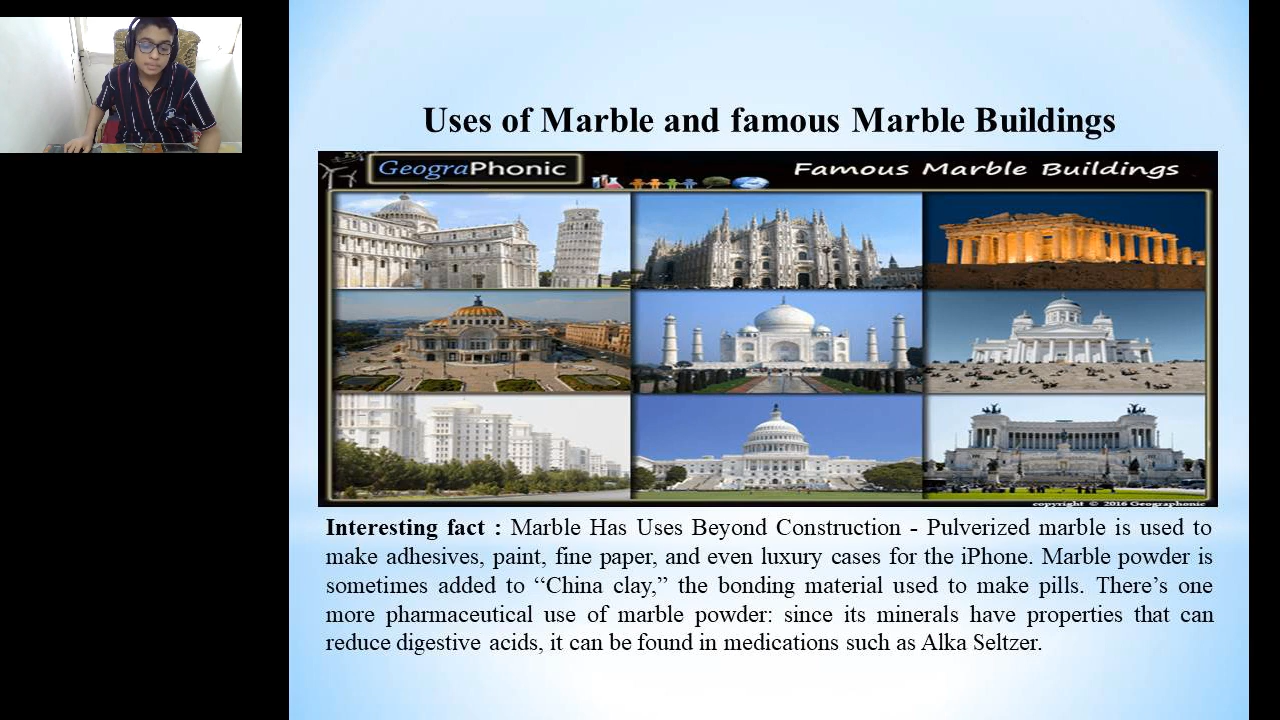 Uses of Marble and famous Marble Buildings
GeograPhonic
Famous Marble Buildings
copyright © 2016 Geographonic
Interesting fact : Marble Has Uses Beyond Construction - Pulverized marble is used to
make adhesives, paint, fine paper, and even luxury cases for the iPhone. Marble powder is
sometimes added to “China clay,” the bonding material used to make pills. There’s one
more pharmaceutical use of marble powder: since its minerals have properties that can
reduce digestive acids, it can be found in medications such as Alka Seltzer.